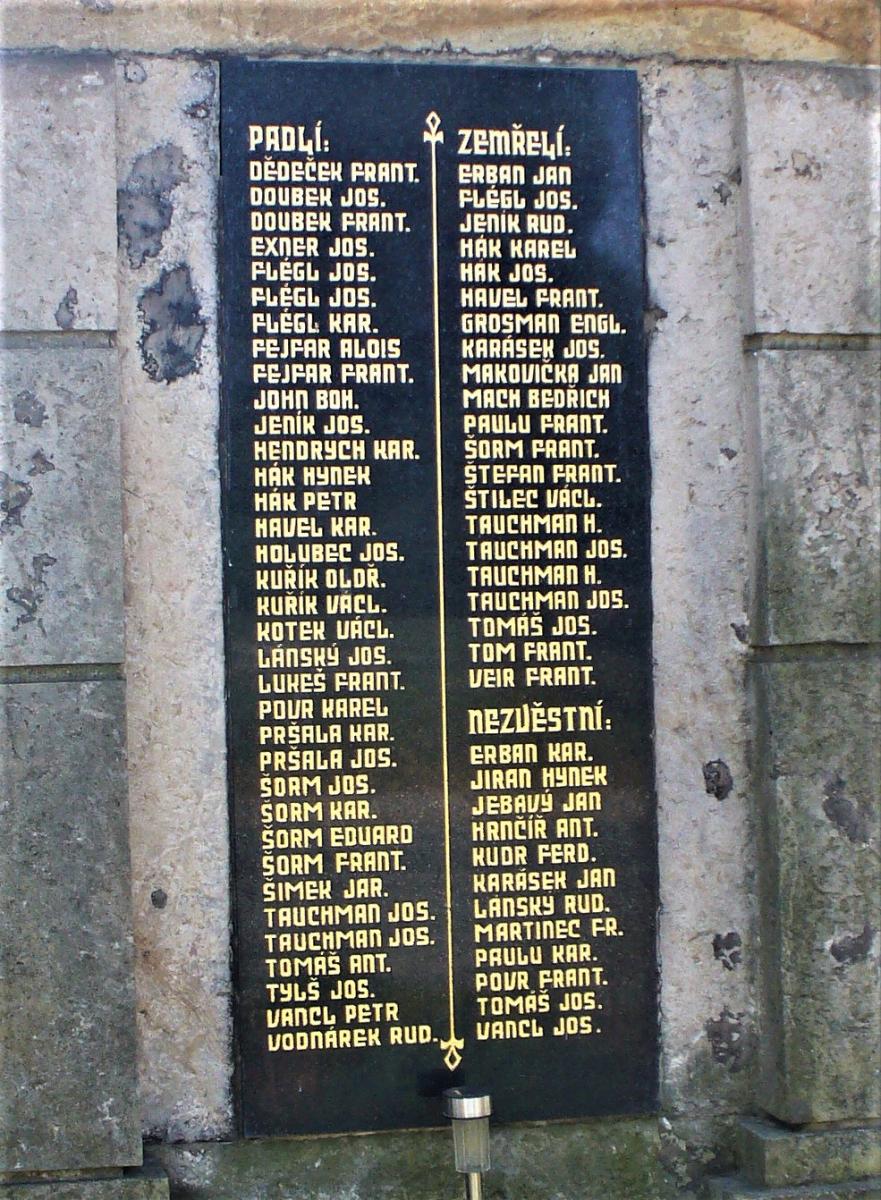 PADLÍ:
DĚDEČEK FRANT.
DOUBEK JOS.
DOUBEK FRANT.
EXNER JOS.
FLÉGL JOS.
FLÉGL JOS.
FLÉGL KAR.
FEJFAR ALOIS
FEJFAR FRANT.
JOHN BOH.
JENÍK JOS.
HENDRYCH KAR.
HÁK HYNEK
HÁK PETR
HAVEL KAR.
HOLUBEC JOS.
KUŘÍK OLDŘ.
KUŘÍK VÁCL.
KOTEK VÁCL.
LÁNSKÝ JOS.
LUKEŠ FRANT.
POVR KAREL
PRŠALA KAR.
PRŠALA JOS.
ŠORM JOS.
ŠORM KAR.
ŠORM EDUARD
ŠORM FRANT.
ŠIMEK JAR.
TAUCHMAN JOS.
TAUCHMAN JOS.
TOMÁŠ ANT.
TYLŠ JOS.
VANCL PETR
VODNÁREK RUD.
ZEMŘELÍ:
ERBAN JAN
FLÉGL JOS.
JENÍK RUD.
HÁK KAREL
HÁK JOS.
HAVEL FRANT.
GROSMAN ENGL.
KARÁSEK JOS.
MAKOVIČKA JAN
MACH BEDŘICH
PAULU FRANT.
ŠORM FRANT.
ŠTEFAN FRANT.
ŠTILEC VÁCL.
TAUCHMAN H.
TAUCHMAN JOS.
TAUCHMAN H.
TAUCHMAN JOS.
TOMÁŠ JOS.
TOM FRANT.
VEIR FRANT.
NEZVĚSTNÍ:
ERBAN KAR.
JIRAN HYNEK
JEBAVÝ JAN
HRNČÍŘ ANT.
KUDR FERD.
KARÁSEK JAN
LÁNSKÝ RUD.
MARTINEC FR.
PAULU KAR.
POVR FRANT.
TOMÁŠ JOS.
VANCL JOS.